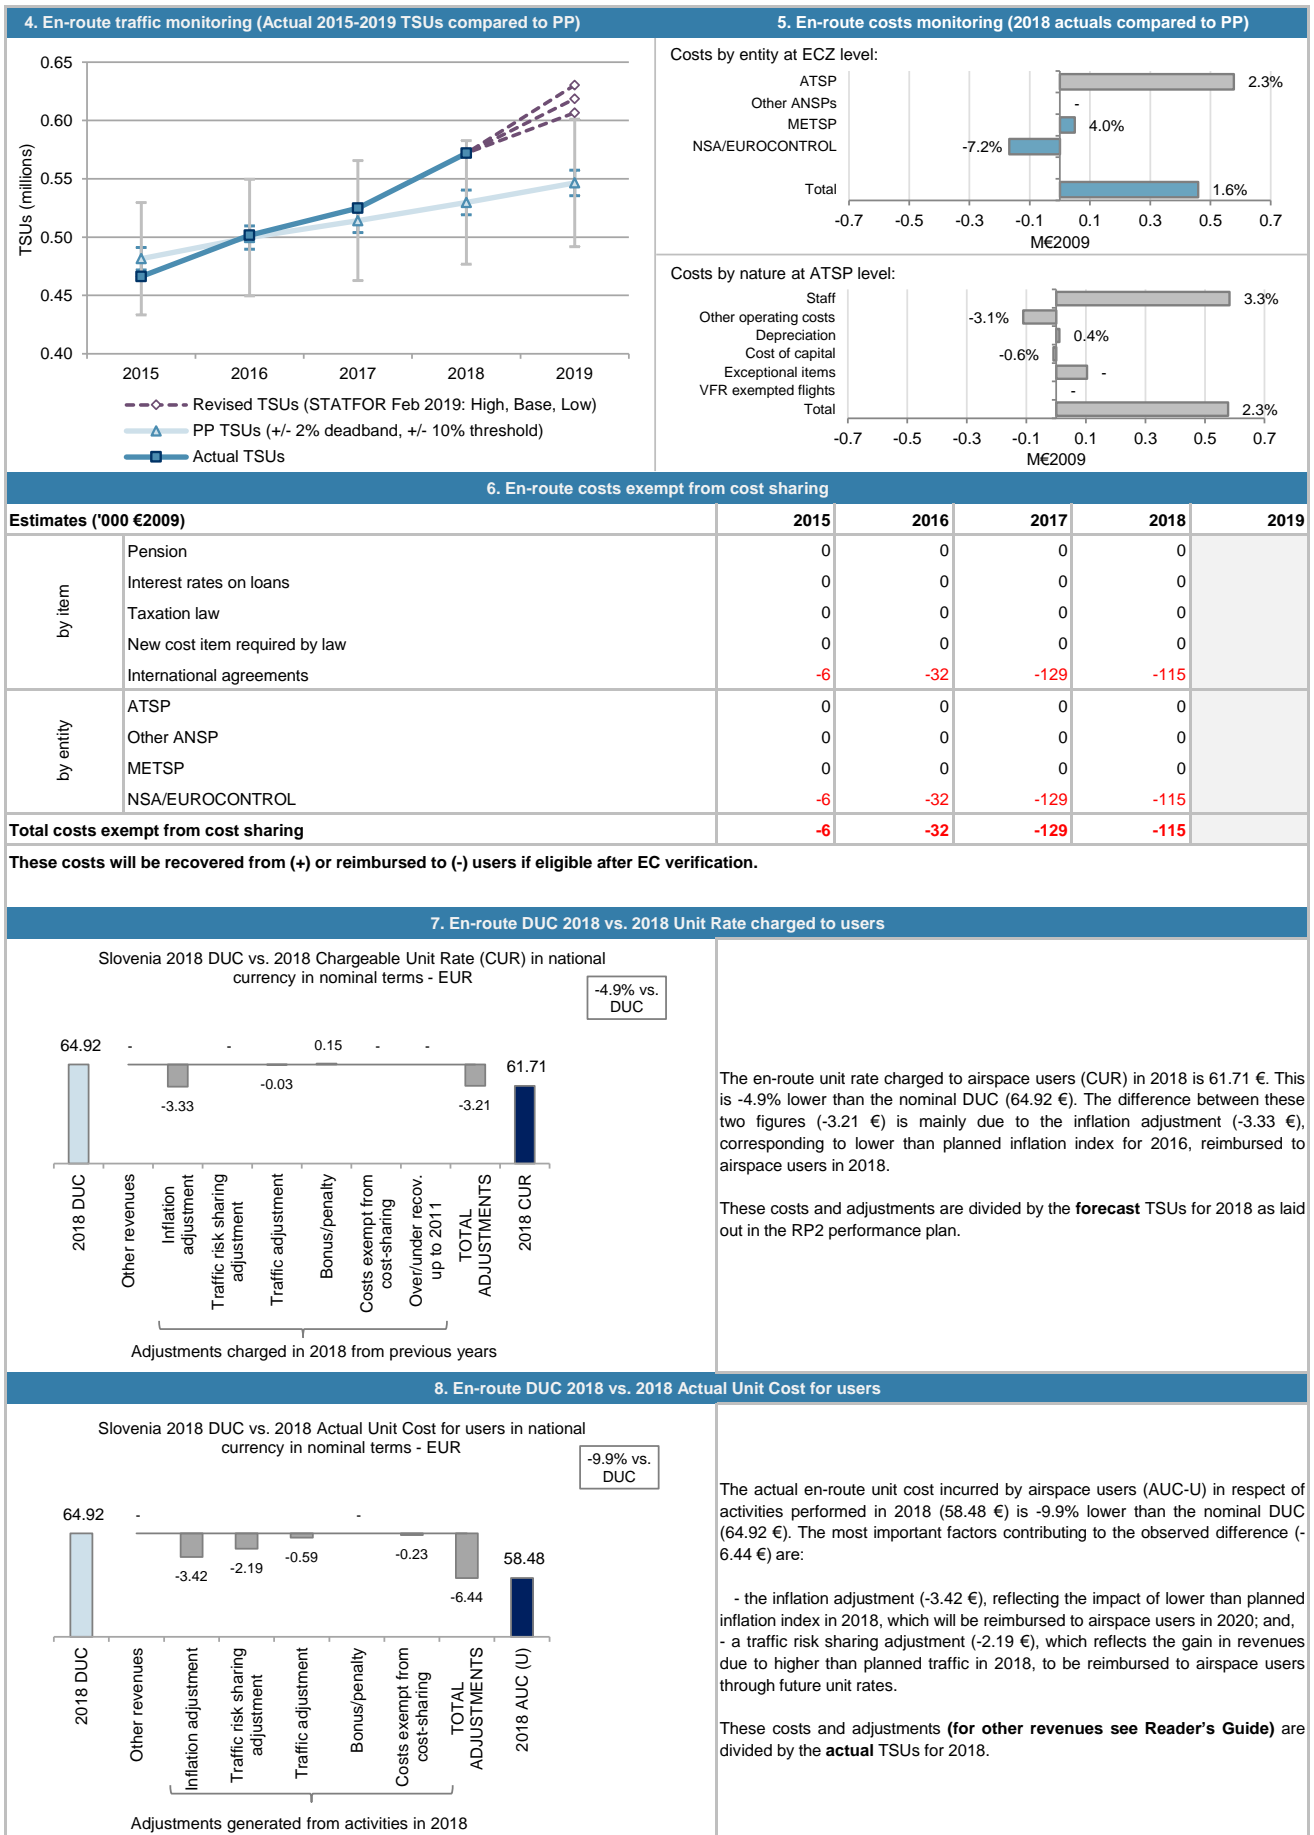 4. En-route traffic monitoring (Actual 2015-2019 TSUs compared to PP)
0.65
0.60
0.55
0.50
0.45
0.40
TSUs (millions)
2015 2016 2017 2018 2019
Revised TSUs (STATFOR Feb 2019: High, Base, Low)
PP TSUs (+/- 2% deadband, +/- 10% threshold)
Actual TSUs
5. En-route costs monitoring (2018 actuals compared to PP)
Costs by entity at ECZ level:
ATSP 2.3%
Other ANSPs -
METSP 4.0%
NSA/EUROCONTROL -7.2%
Total 1.6%
-0.7 -0.5 -0.3 -0.1 0.1 0.3 0.5 0.7
M€2009
Costs by nature at ATSP level:
Staff 3.3%
Other operating costs -3.1%
Depreciation 0.4%
Cost of capital -0.6%
Exceptional items -
VFR exempted flights -
Total 2.3%
-0.7 -0.5 -0.3 -0.1 0.1 0.3 0.5 0.7
M€2009
6. En-route costs exempt from cost sharing
Estimates ('000 €2009) 2015 2016 2017 2018 2019
by item
Pension 0 0 0 0
Interest rates on loans 0 0 0 0
Taxation law 0 0 0 0
New cost item required by law 0 0 0 0
International agreements -6 -32 -129 -115
by entity
ATSP 0 0 0 0
Other ANSP 0 0 0 0
METSP 0 0 0 0
NSA/EUROCONTROL -6 -32 -129 -115
Total costs exempt from cost sharing -6 -32 -129 -115
These costs will be recovered from (+) or reimbursed to (-) users if eligible after EC verification.
7. En-route DUC 2018 vs. 2018 Unit Rate charged to users
Slovenia 2018 DUC vs. 2018 Chargeable Unit Rate (CUR) in national
currency in nominal terms - EUR
-4.9% vs.
DUC
64.92 - -3.33 - -0.03 0.15 - - -3.21 61.71
2018 DUC
Other revenues
Inflation
adjustment
Traffic risk sharing
adjustment
Traffic adjustment
Bonus/penalty
Costs exempt from
cost-sharing
Over/under recov.
up to 2011
TOTAL
ADJUSTMENTS
2018 CUR
Adjustments charged in 2018 from previous years
The en-route unit rate charged to airspace users (CUR) in 2018 is 61.71 €. This
is -4.9% lower than the nominal DUC (64.92 €). The difference between these
two figures (-3.21 €) is mainly due to the inflation adjustment (-3.33 €),
corresponding to lower than planned inflation index for 2016, reimbursed to
airspace users in 2018.
These costs and adjustments are divided by the forecast TSUs for 2018 as laid
out in the RP2 performance plan.
8. En-route DUC 2018 vs. 2018 Actual Unit Cost for users
Slovenia 2018 DUC vs. 2018 Actual Unit Cost for users in national
currency in nominal terms - EUR
-9.9% vs.
DUC
64.92 - -3.42 -2.19 -0.59 - -0.23 -6.44 58.48
2018 DUC
Other revenues
Inflation adjustment
Traffic risk sharing
adjustment
Traffic adjustment
Bonus/penalty
Costs exempt from
cost-sharing
TOTAL
ADJUSTMENTS
2018 AUC (U)
Adjustments generated from activities in 2018
The actual en-route unit cost incurred by airspace users (AUC-U) in respect of
activities performed in 2018 (58.48 €) is -9.9% lower than the nominal DUC
(64.92 €). The most important factors contributing to the observed difference (-
6.44 €) are:
- the inflation adjustment (-3.42 €), reflecting the impact of lower than planned
inflation index in 2018, which will be reimbursed to airspace users in 2020; and,
- a traffic risk sharing adjustment (-2.19 €), which reflects the gain in revenues
due to higher than planned traffic in 2018, to be reimbursed to airspace users
through future unit rates.
These costs and adjustments (for other revenues see Reader's Guide) are
divided by the actual TSUs for 2018.